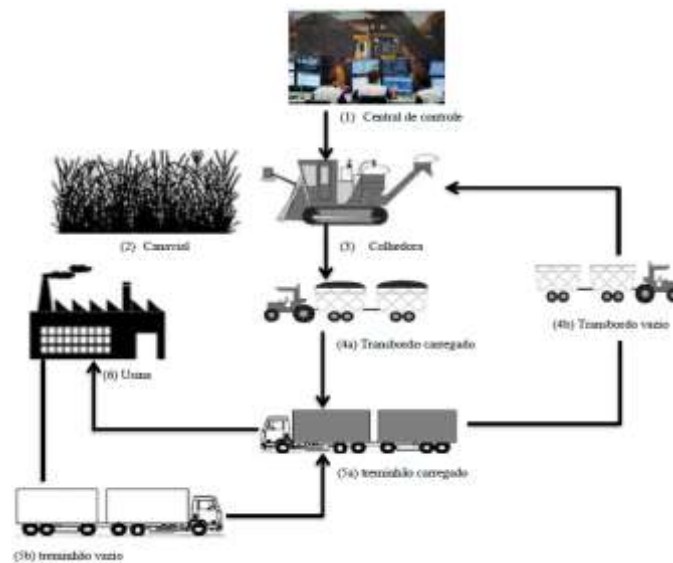 (1) Central de controle
(2) Canavial
(3) Colhedora
(4a) Transbordo carregado
(4b) Transbordo vazio
(5a) treminhão carregado
(6) Usina
(5b) treminhão vazio